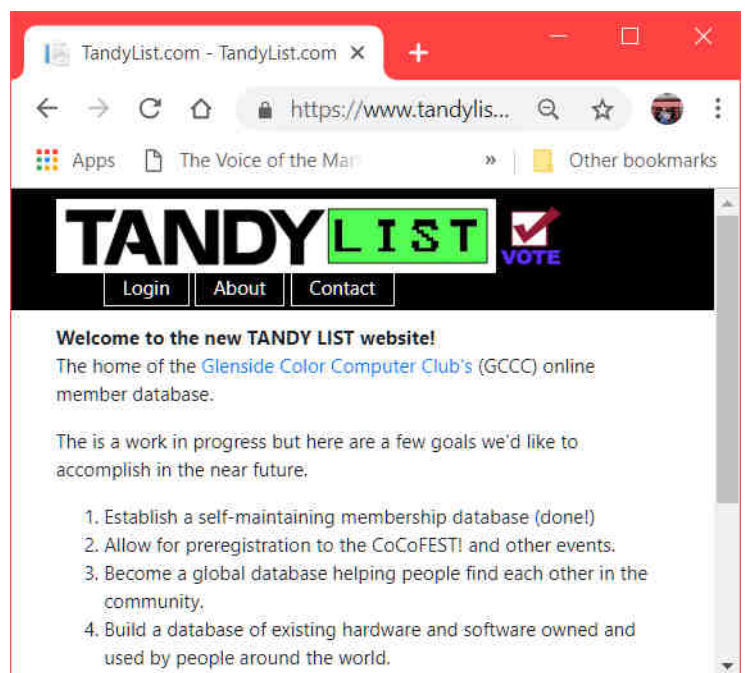 TandyList.com - TandyList.com
https://www.tandylis...
Apps The Voice of the Mar » Other bookmarks
TANDY LIST VOTE
Login About Contact
Welcome to the new TANDY LIST website!
The home of the Glenside Color Computer Club's (GCCC) online
member database.
The is a work in progress but here are a few goals we'd like to
accomplish in the near future.
1. Establish a self-maintaining membership database (done!)
2. Allow for preregistration to the CoCoFEST! and other events.
3. Become a global database helping people find each other in the
community.
4. Build a database of existing hardware and software owned and
used by people around the world.